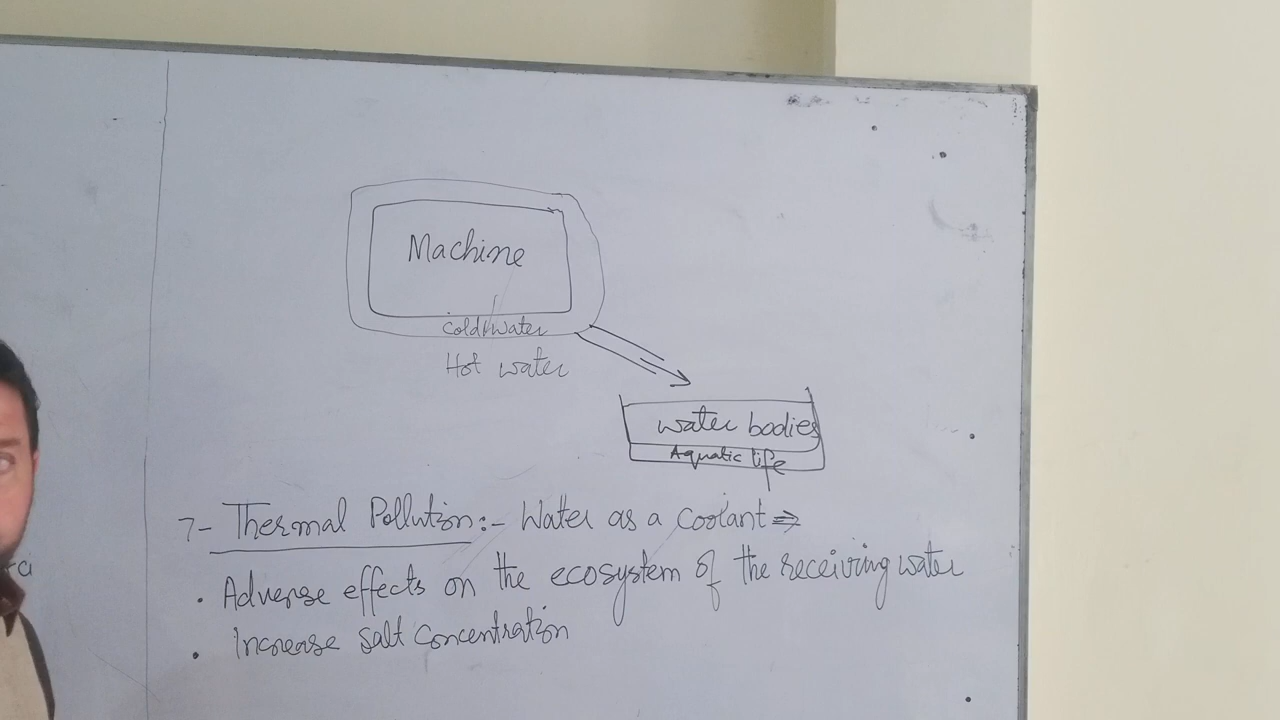 Machine
Cold water
Hot water
water bodies
Aquatic life
7- Thermal Pollution:- Water as a Coolant ⇒
• Adverse effects on the ecosystem of the receiving water
• Increase salt concentration